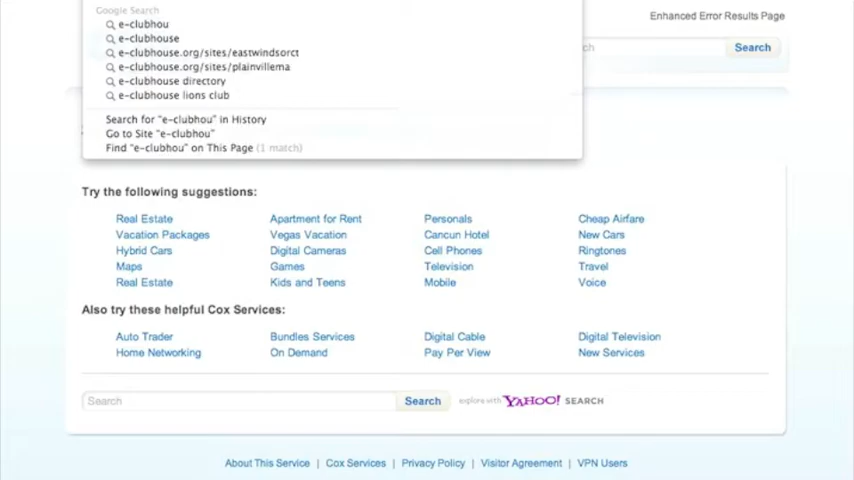 Google Search
e-clubhou
e-clubhouse
e-clubhouse.org/sites/eastwindsorct
e-clubhouse.org/sites/plainvillema
e-clubhouse directory
e-clubhouse lions club
Search for "e-clubhou" in History
Go to Site "e-clubhou"
Find "e-clubhou" on This Page (1 match)
Enhanced Error Results Page
Search
Try the following suggestions:
Real Estate Apartment for Rent Personals Cheap Airfare
Vacation Packages Vegas Vacation Cancun Hotel New Cars
Hybrid Cars Digital Cameras Cell Phones Ringtones
Maps Games Television Travel
Real Estate Kids and Teens Mobile Voice
Also try these helpful Cox Services:
Auto Trader Bundles Services Digital Cable Digital Television
Home Networking On Demand Pay Per View New Services
Search Search explore with YAHOO! SEARCH
About This Service | Cox Services | Privacy Policy | Visitor Agreement | VPN Users